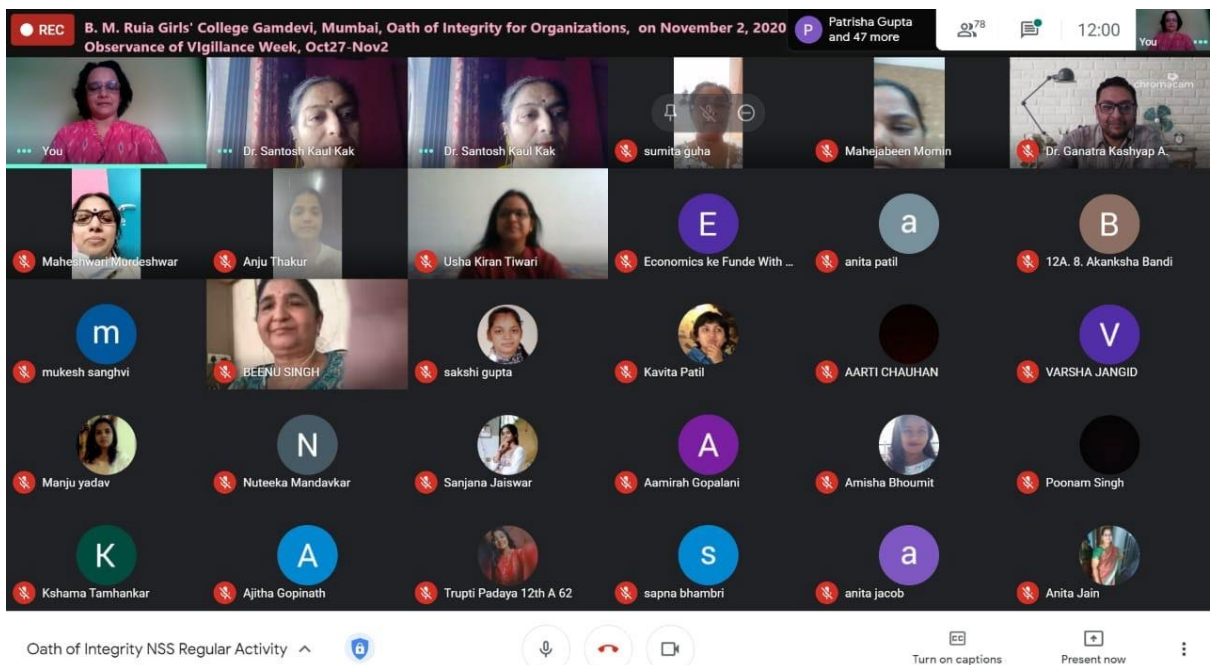 REC
B. M. Ruia Girls' College Gamdevi, Mumbai, Oath of Integrity for Organizations, on November 2, 2020
Observance of VIgillance Week, Oct27-Nov2
P
Patrisha Gupta
and 47 more
78
12:00
You
chromacam
You
Dr. Santosh Kaul Kak
Dr. Santosh Kaul Kak
sumita guha
Mahejabeen Momin
Dr. Ganatra Kashyap A.
Maheshwari Murdeshwar
Anju Thakur
Usha Kiran Tiwari
E
Economics ke Funde With ...
a
anita patil
B
12A. 8. Akanksha Bandi
m
mukesh sanghvi
BEENU SINGH
sakshi gupta
Kavita Patil
AARTI CHAUHAN
V
VARSHA JANGID
Manju yadav
N
Nuteeka Mandavkar
Sanjana Jaiswar
A
Aamirah Gopalani
Amisha Bhoumit
Poonam Singh
K
Kshama Tamhankar
A
Ajitha Gopinath
Trupti Padaya 12th A 62
s
sapna bhambri
a
anita jacob
Anita Jain
Oath of Integrity NSS Regular Activity
CC
Turn on captions
Present now